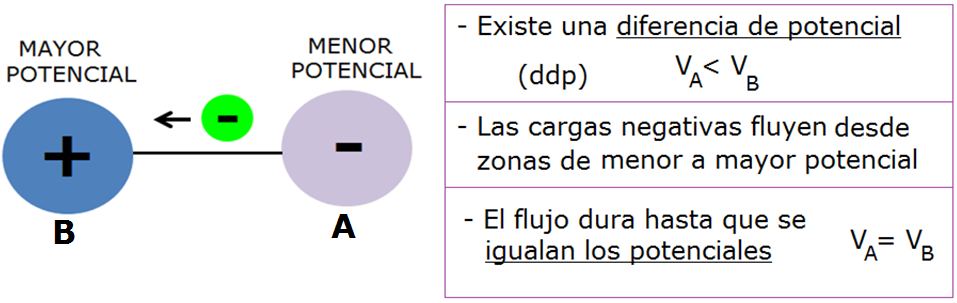 MAYOR
POTENCIAL
MENOR
POTENCIAL
+
-
-
B
A
- Existe una diferencia de potencial
(ddp) VA< VB
- Las cargas negativas fluyen desde
zonas de menor a mayor potencial
- El flujo dura hasta que se
igualan los potenciales VA= VB